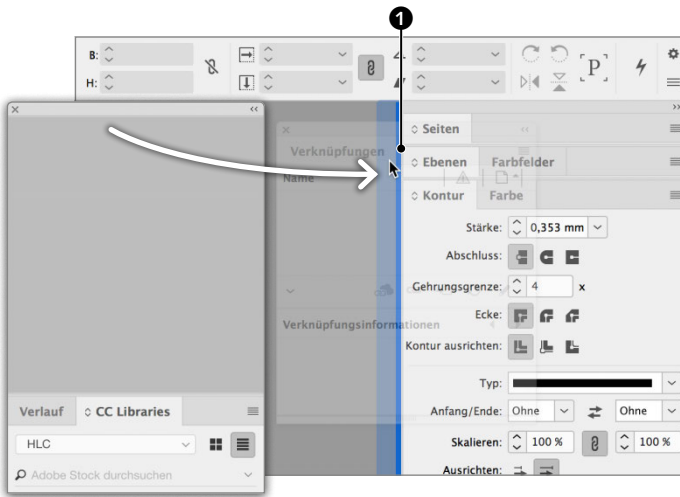 1
B:
H:
P
Seiten
Verknüpfungen
Ebenen Farbfelder
Name
Kontur Farbe
Stärke: 0,353 mm
Abschluss:
Gehrungsgrenze: 4 x
Ecke:
Verknüpfungsinformationen
Kontur ausrichten:
Typ:
Anfang/Ende: Ohne Ohne
Skalieren: 100 % 100 %
Ausrichten:
Verlauf CC Libraries
HLC
Adobe Stock durchsuchen